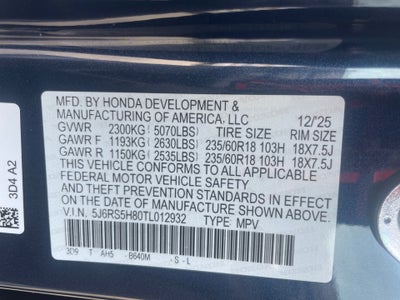 MFD. BY HONDA DEVELOPMENT &
MANUFACTURING OF AMERICA, LLC 12/25
GVWR 2300KG (5070LBS) TIRE SIZE RIM SIZE
GAWR F 1193KG (2630LBS) 235/60R18 103H 18X7.5J
GAWR R 1150KG (2535LBS) 235/60R18 103H 18X7.5J
THIS VEHICLE CONFORMS TO ALL APPLICABLE
FEDERAL MOTOR VEHICLE SAFETY, BUMPER,
AND THEFT PREVENTION STANDARDS IN EFFECT ON
THE DATE OF MANUFACTURE SHOWN ABOVE.
V.I.N. 5J6RS5H80TL012932 TYPE: MPV
3D9 T AH5 -B640M -S-L
3D4 A2